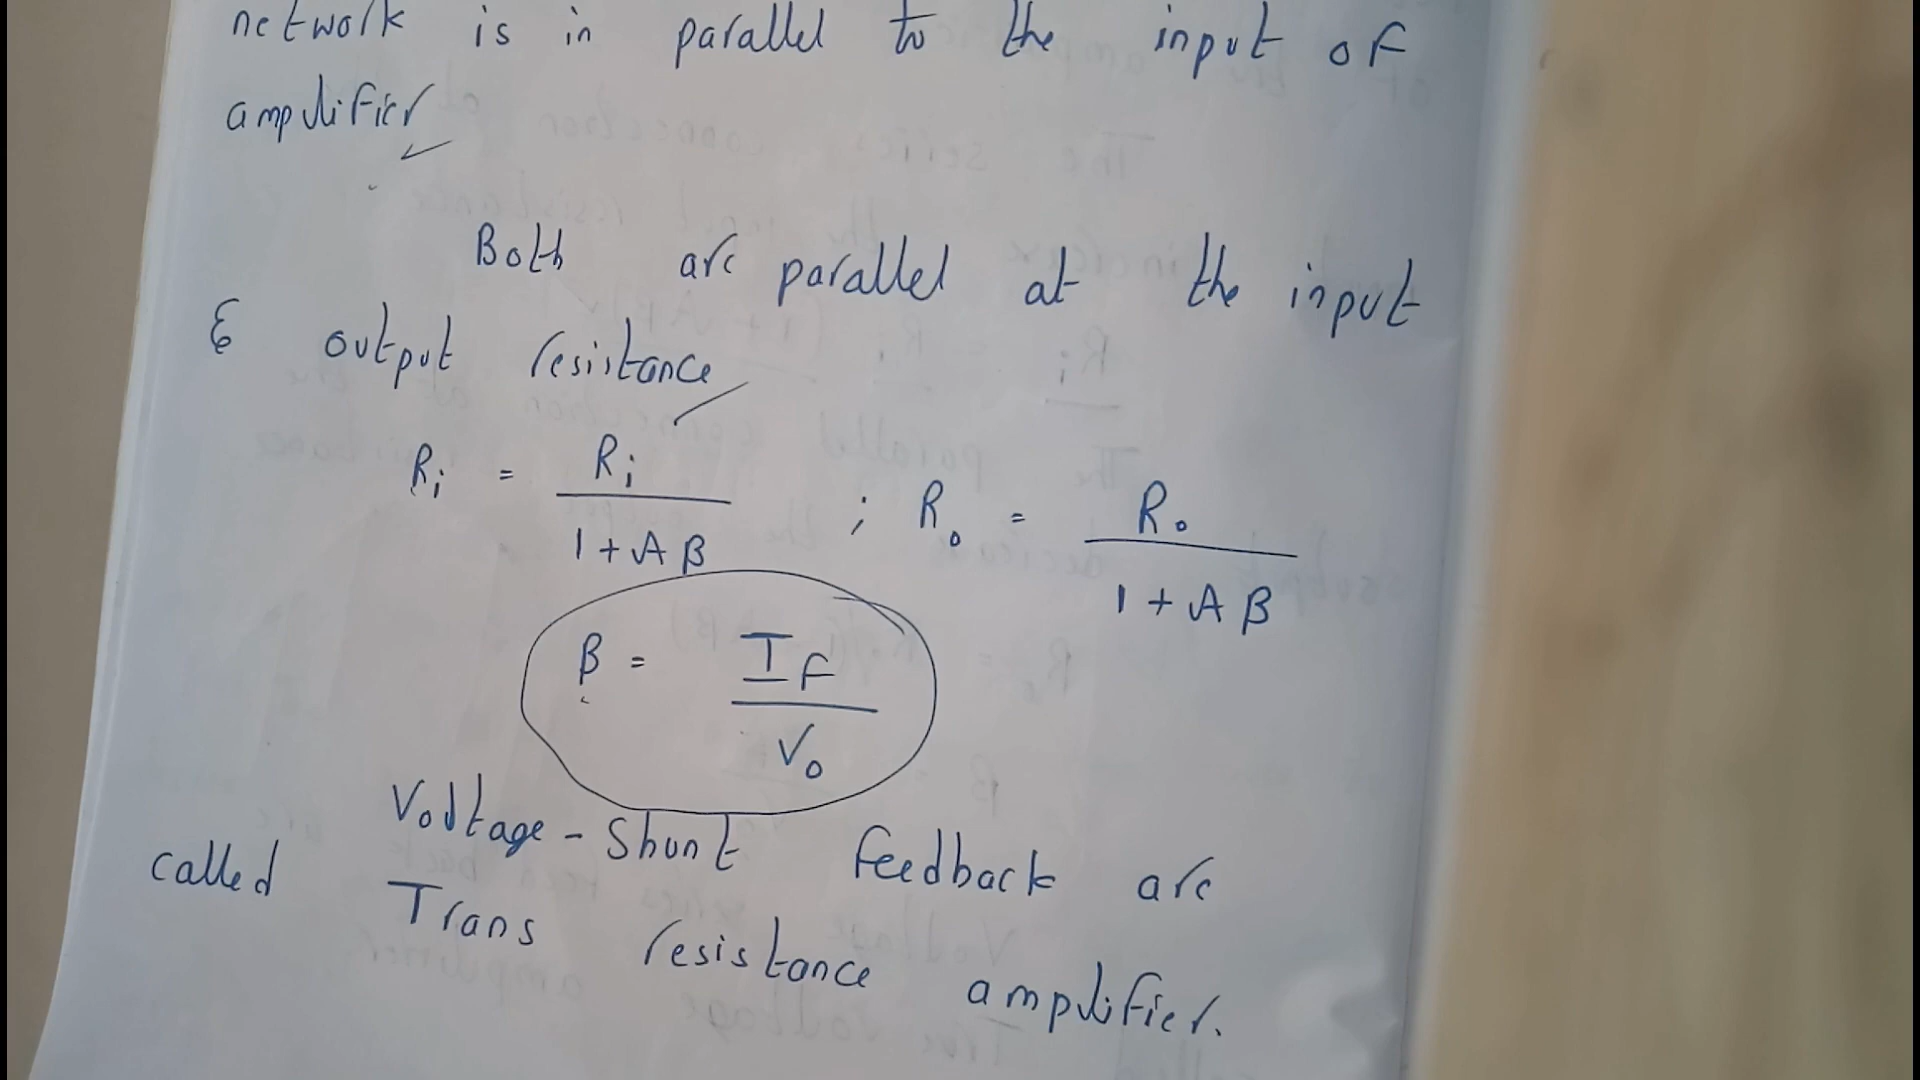 network is in parallel to the input of
amplifier
Both are parallel at the input
& output resistance
Ri = Ri / 1 + Aβ ; Ro = Ro / 1 + Aβ
β = If / Vo
Voltage - Shunt feedback are
called Trans resistance amplifier.